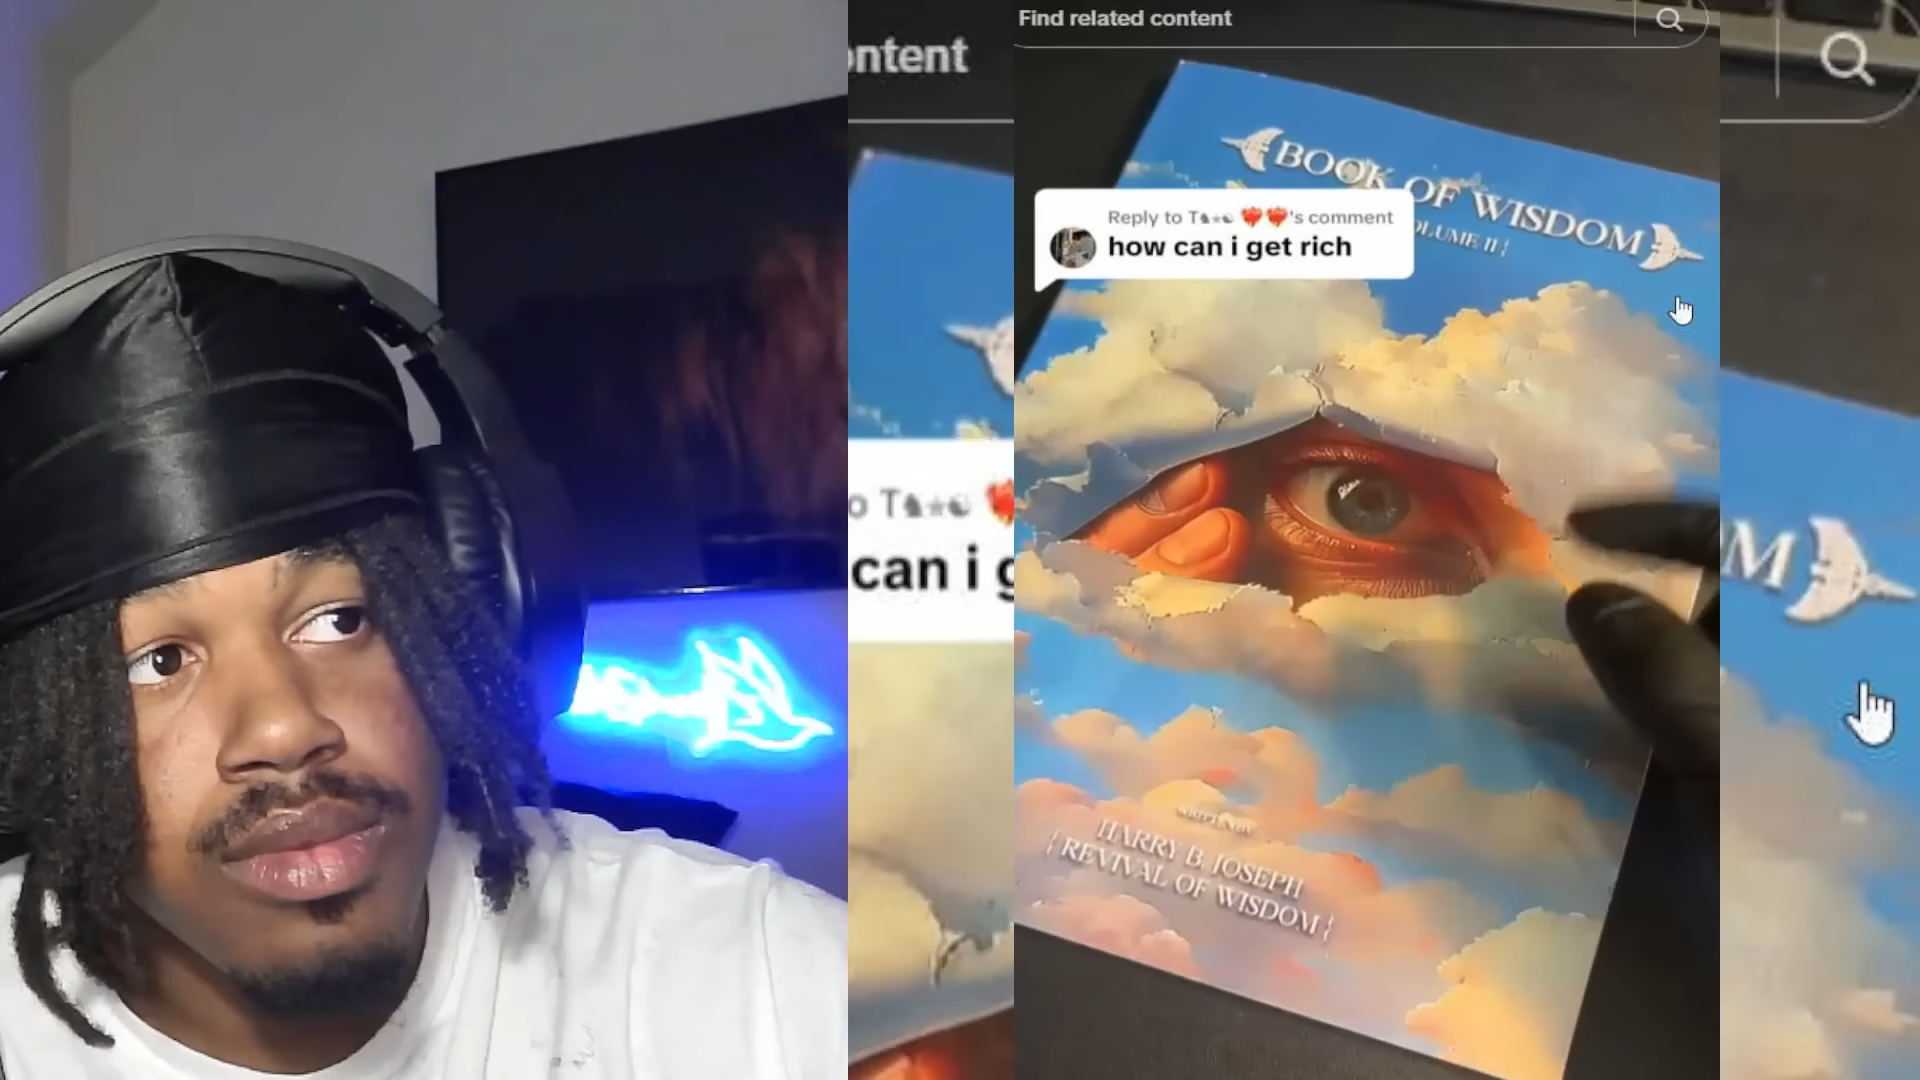 Find related content
ontent
BOOK OF WISDOM
OLUME II }
Reply to T♞★☯ ❤️‍🔥❤️‍🔥's comment
how can i get rich
o T♞★☯ ❤️‍🔥
can i g
M
HARRY B. JOSEPH
{ REVIVAL OF WISDOM }